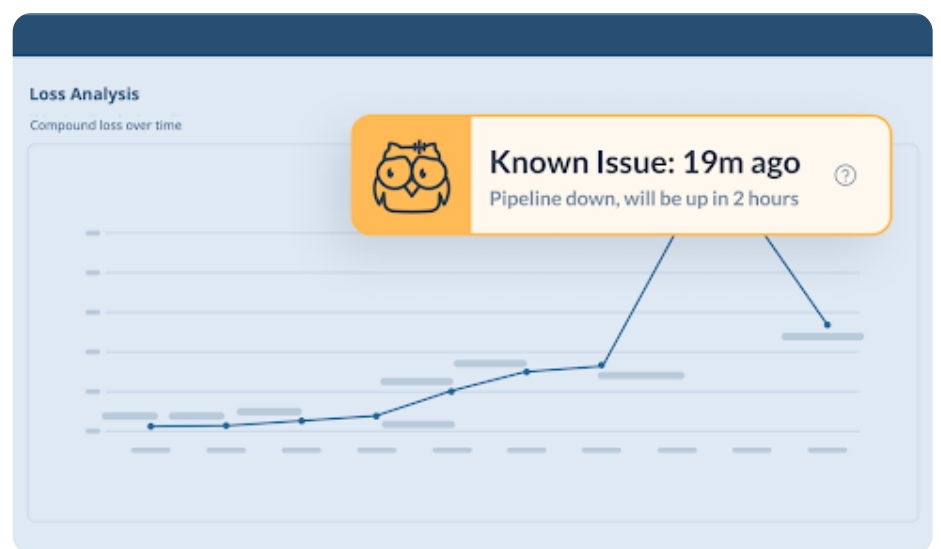 Loss Analysis
Compound loss over time
Known Issue: 19m ago
Pipeline down, will be up in 2 hours
?